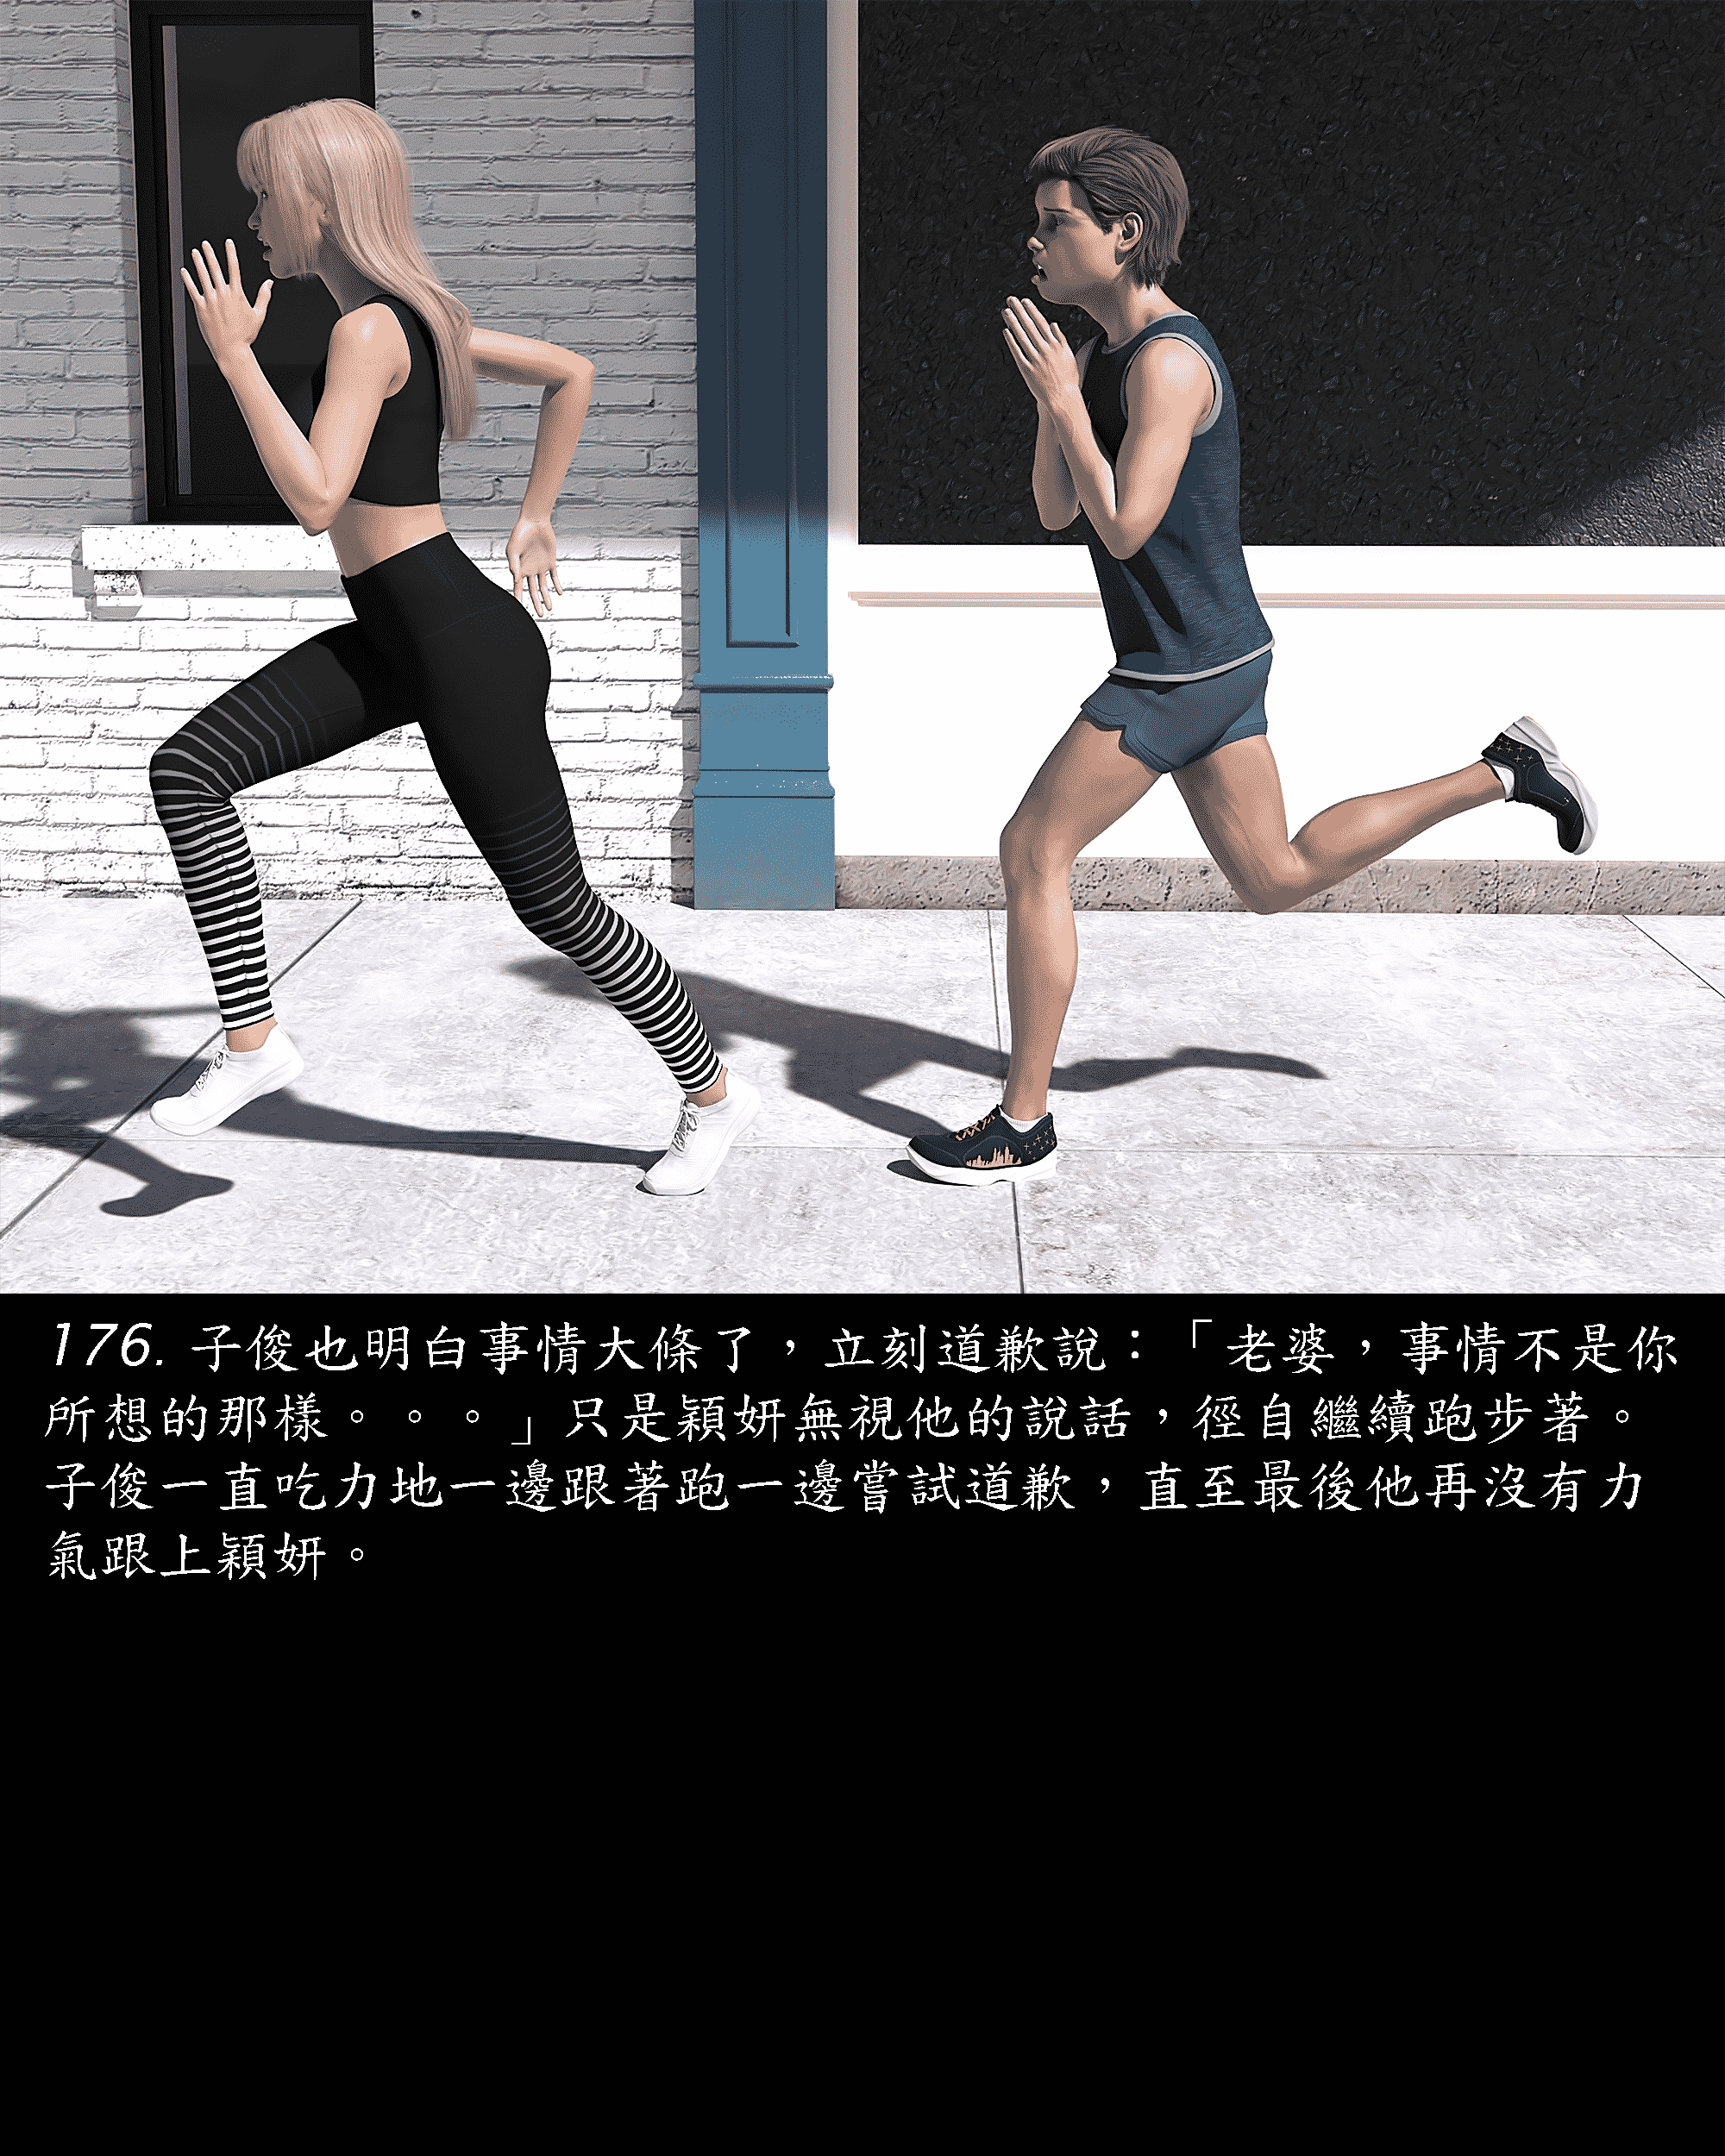 176. 子俊也明白事情大條了，立刻道歉說：「老婆，事情不是你
所想的那樣。。。」只是穎妍無視他的說話，徑自繼續跑步著。
子俊一直吃力地一邊跟著跑一邊嘗試道歉，直至最後他再沒有力
氣跟上穎妍。